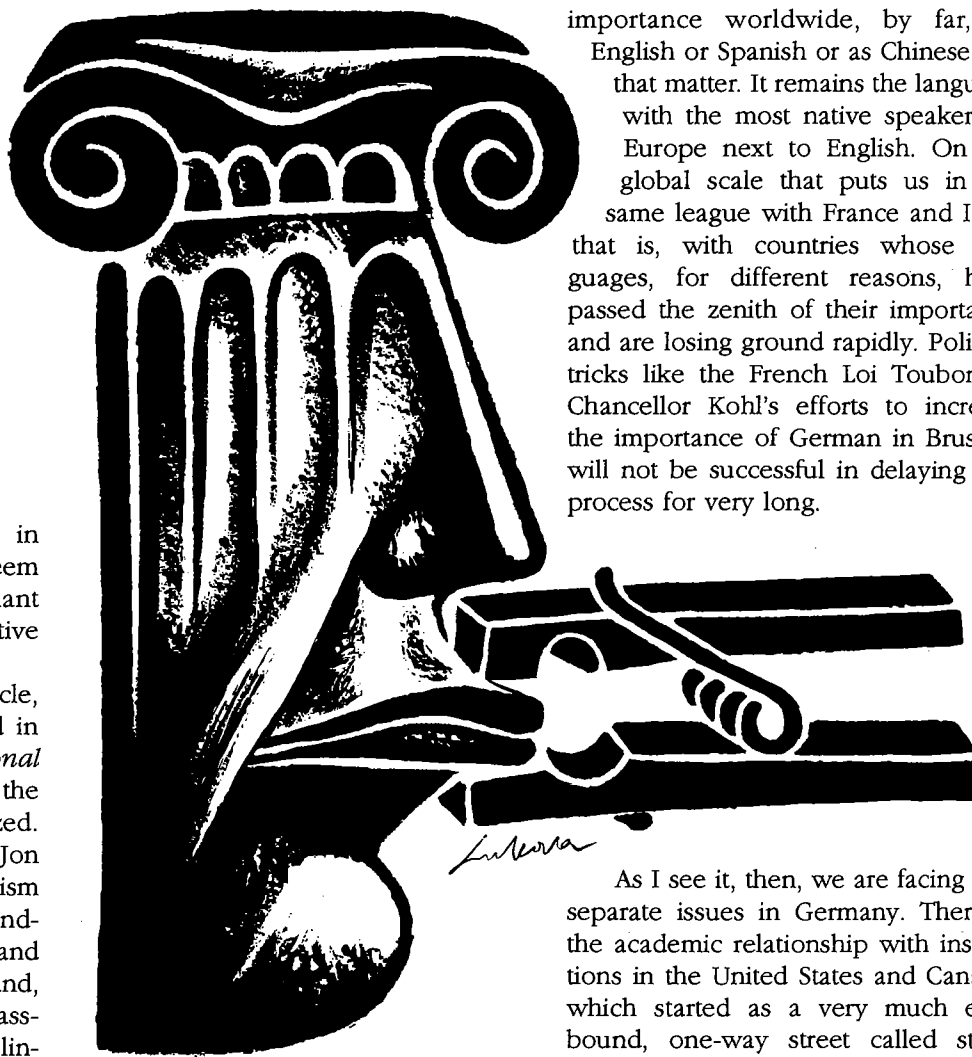 in
eem
ant
tive
cle,
d in
onal
the
zed.
Jon
ism
nd-
and
and,
ass-
lin-
importance worldwide, by far,
English or Spanish or as Chinese
that matter. It remains the langu
with the most native speaker
Europe next to English. On
global scale that puts us in
same league with France and I
that is, with countries whose
guages, for different reasons, h
passed the zenith of their importa
and are losing ground rapidly. Poli
tricks like the French Loi Toubor
Chancellor Kohl's efforts to incre
the importance of German in Brus
will not be successful in delaying
process for very long.
As I see it, then, we are facing
separate issues in Germany. Ther
the academic relationship with ins
tions in the United States and Can
which started as a very much e
bound, one-way street called st